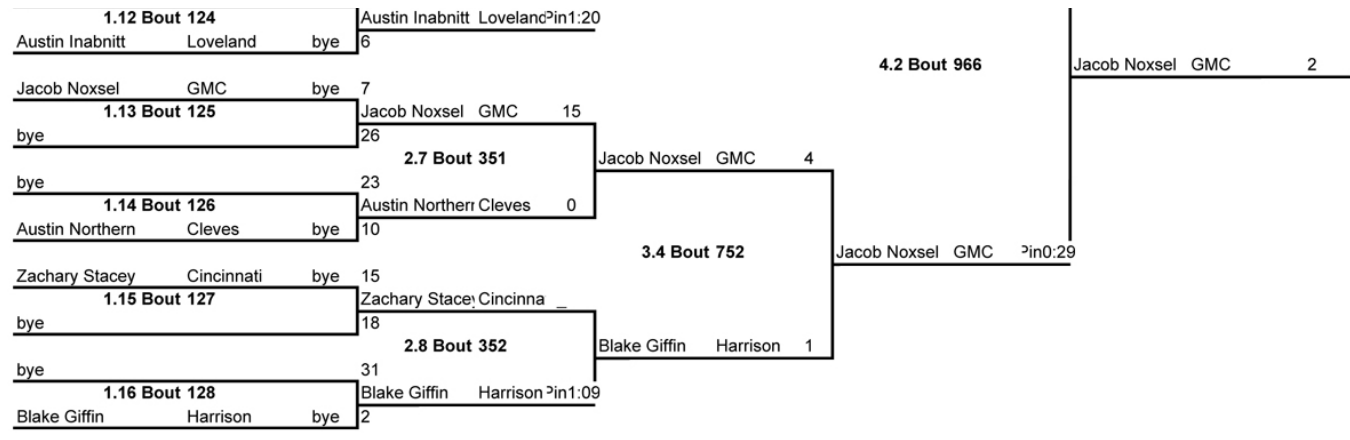 1.12 Bout 124 Austin Inabnitt Loveland Pin1:20
Austin Inabnitt Loveland bye 6
4.2 Bout 966 Jacob Noxsel GMC 2
Jacob Noxsel GMC bye 7
1.13 Bout 125 Jacob Noxsel GMC 15
bye 26
2.7 Bout 351 Jacob Noxsel GMC 4
bye 23
1.14 Bout 126 Austin Northern Cleves 0
Austin Northern Cleves bye 10
3.4 Bout 752 Jacob Noxsel GMC Pin0:29
Zachary Stacey Cincinnati bye 15
1.15 Bout 127 Zachary Stacey Cincinna _
bye 18
2.8 Bout 352 Blake Giffin Harrison 1
bye 31
1.16 Bout 128 Blake Giffin Harrison Pin1:09
Blake Giffin Harrison bye 2